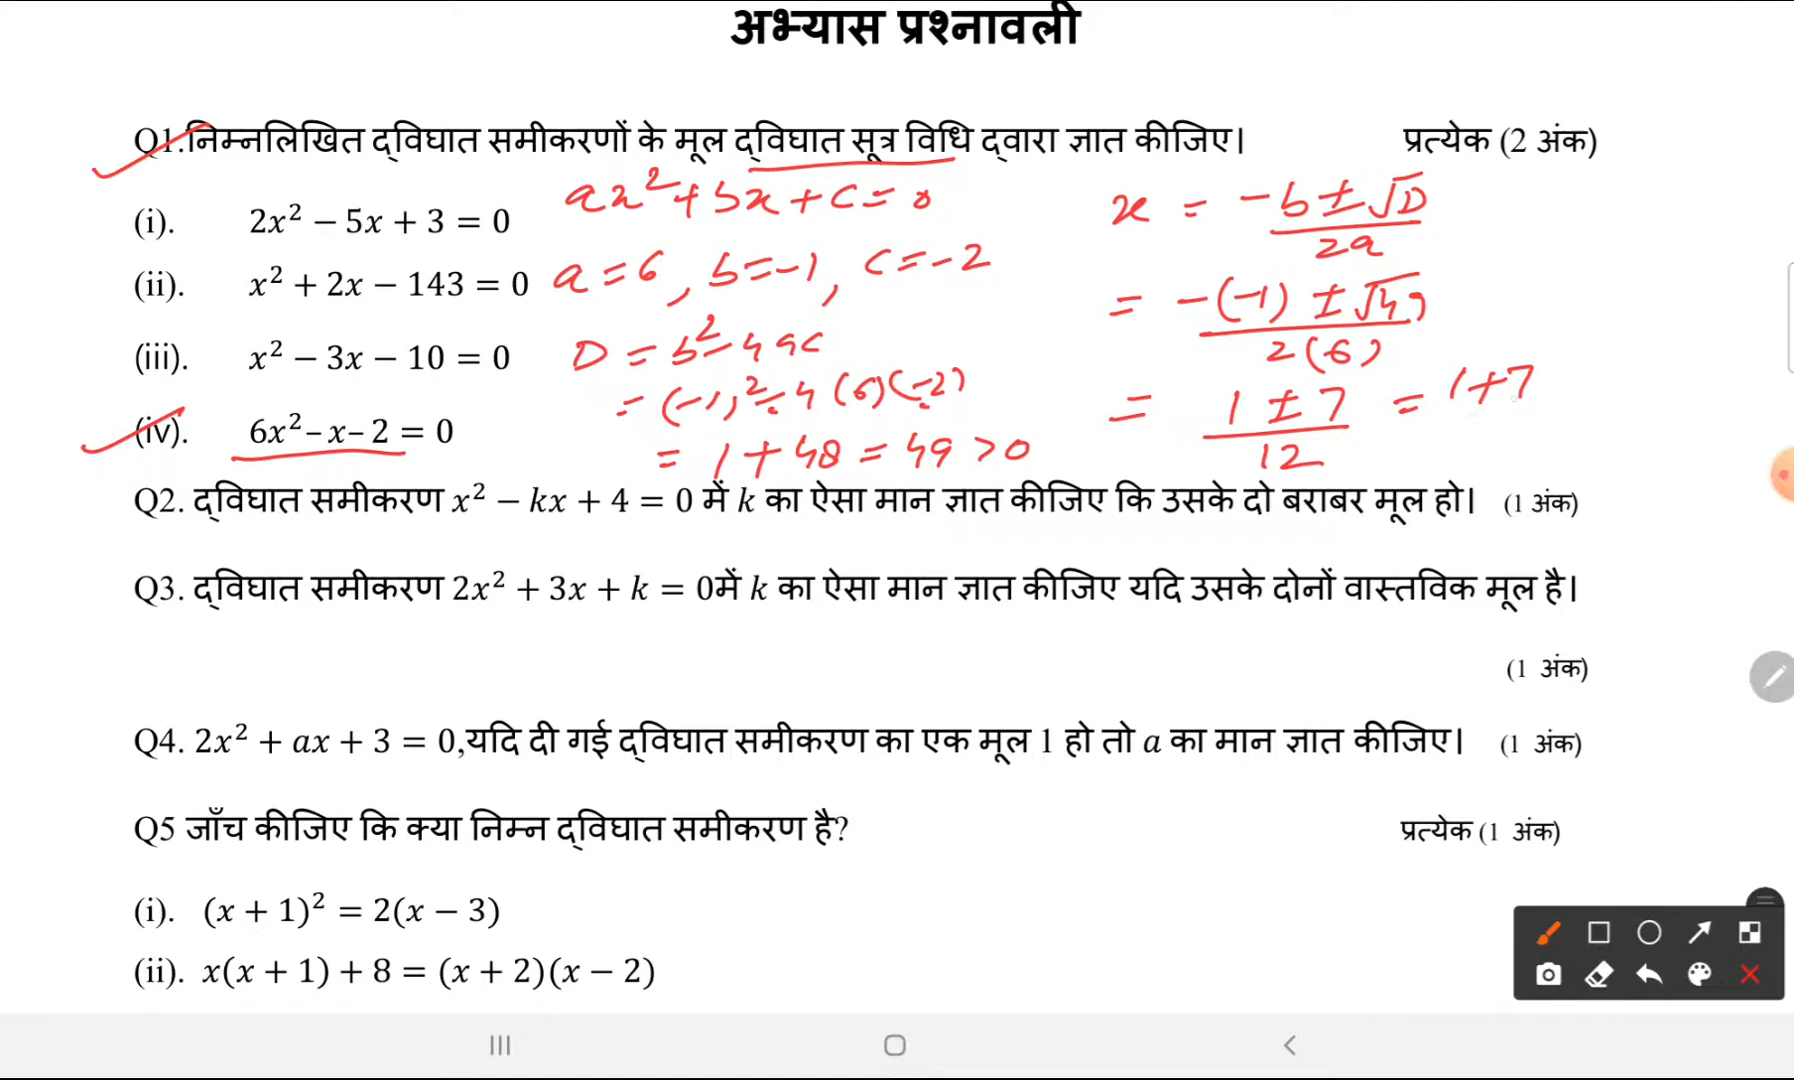 अभ्यास प्रश्नावली
Q1.निम्नलिखित द्विघात समीकरणों के मूल द्विघात सूत्र विधि द्वारा ज्ञात कीजिए। प्रत्येक (2 अंक)
(i). 2x² − 5x + 3 = 0
(ii). x² + 2x − 143 = 0
(iii). x² − 3x − 10 = 0
(iv). 6x² – x – 2 = 0
ax² + bx + c = 0
a = 6, b = -1, c = -2
D = b² - 4ac
= (-1)² - 4 (6) (-2)
= 1 + 48 = 49 > 0
x = -b ± √D / 2a
= -(-1) ± √49 / 2(6)
= 1 ± 7 / 12 = 1+7
Q2. द्विघात समीकरण x² − kx + 4 = 0 में k का ऐसा मान ज्ञात कीजिए कि उसके दो बराबर मूल हो। (1 अंक)
Q3. द्विघात समीकरण 2x² + 3x + k = 0में k का ऐसा मान ज्ञात कीजिए यदि उसके दोनों वास्तविक मूल है।
(1 अंक)
Q4. 2x² + ax + 3 = 0,यदि दी गई द्विघात समीकरण का एक मूल 1 हो तो a का मान ज्ञात कीजिए। (1 अंक)
Q5 जाँच कीजिए कि क्या निम्न द्विघात समीकरण है? प्रत्येक (1 अंक)
(i). (x + 1)² = 2(x − 3)
(ii). x(x + 1) + 8 = (x + 2)(x − 2)